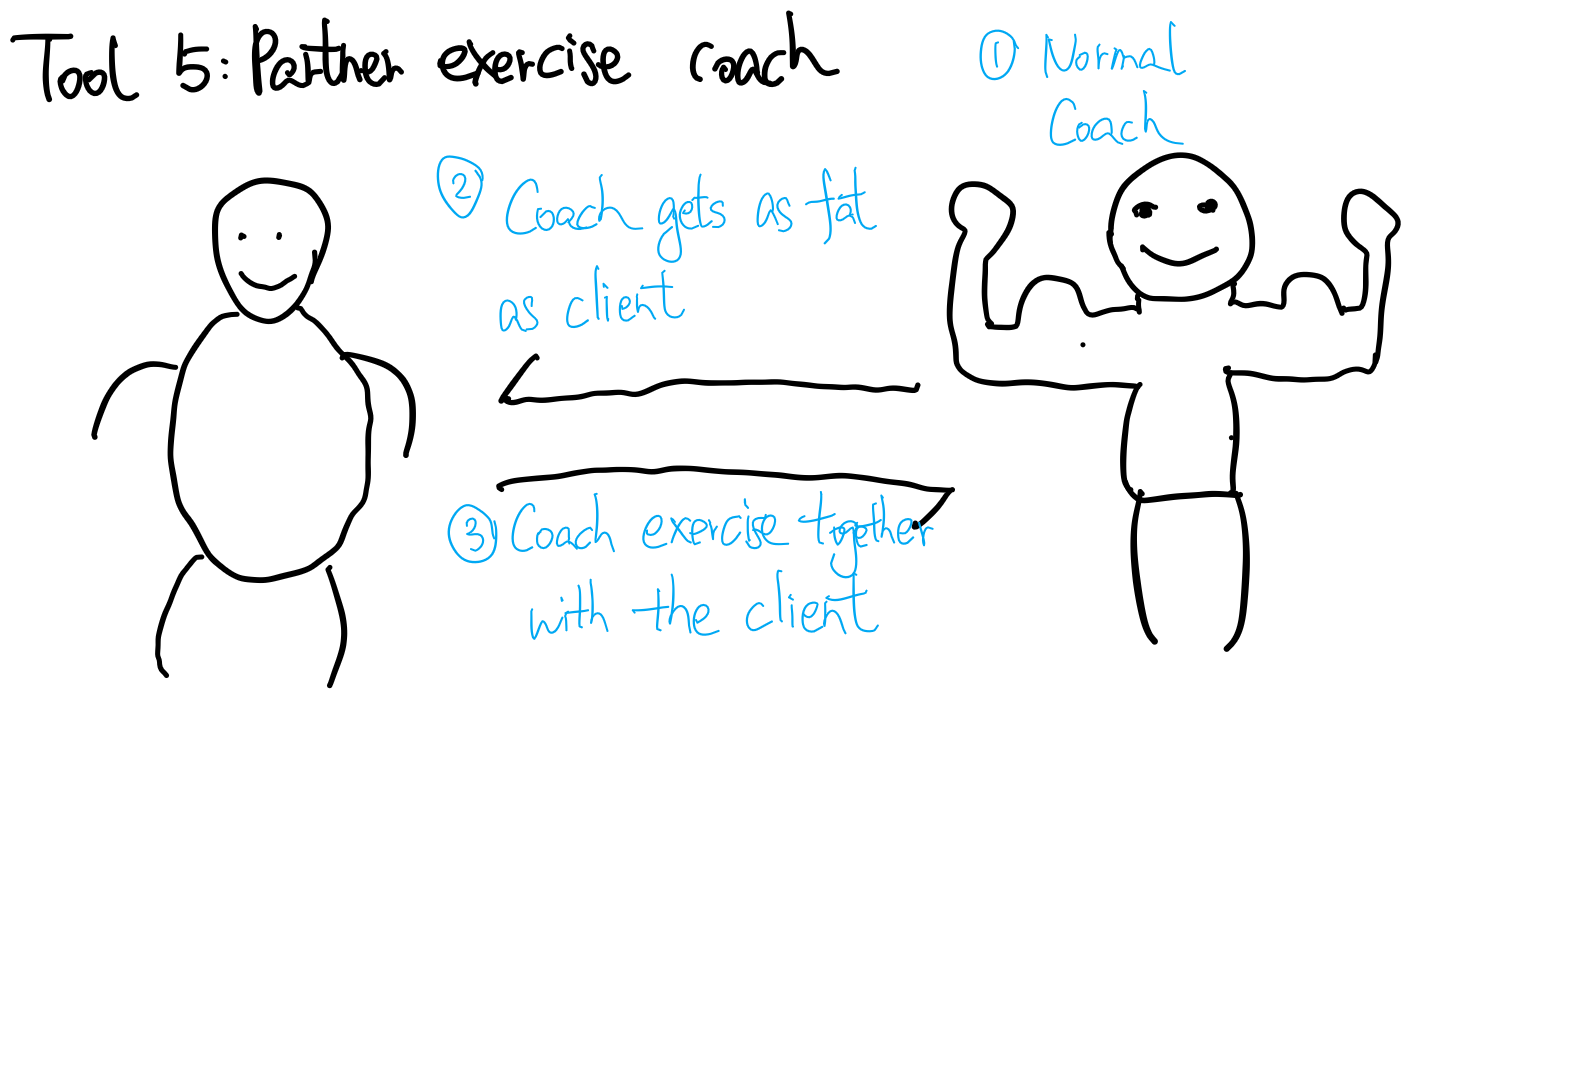 Tool 5: Partner exercise coach
① Normal
Coach
② Coach gets as fat
as client
③ Coach exercise together
with the client